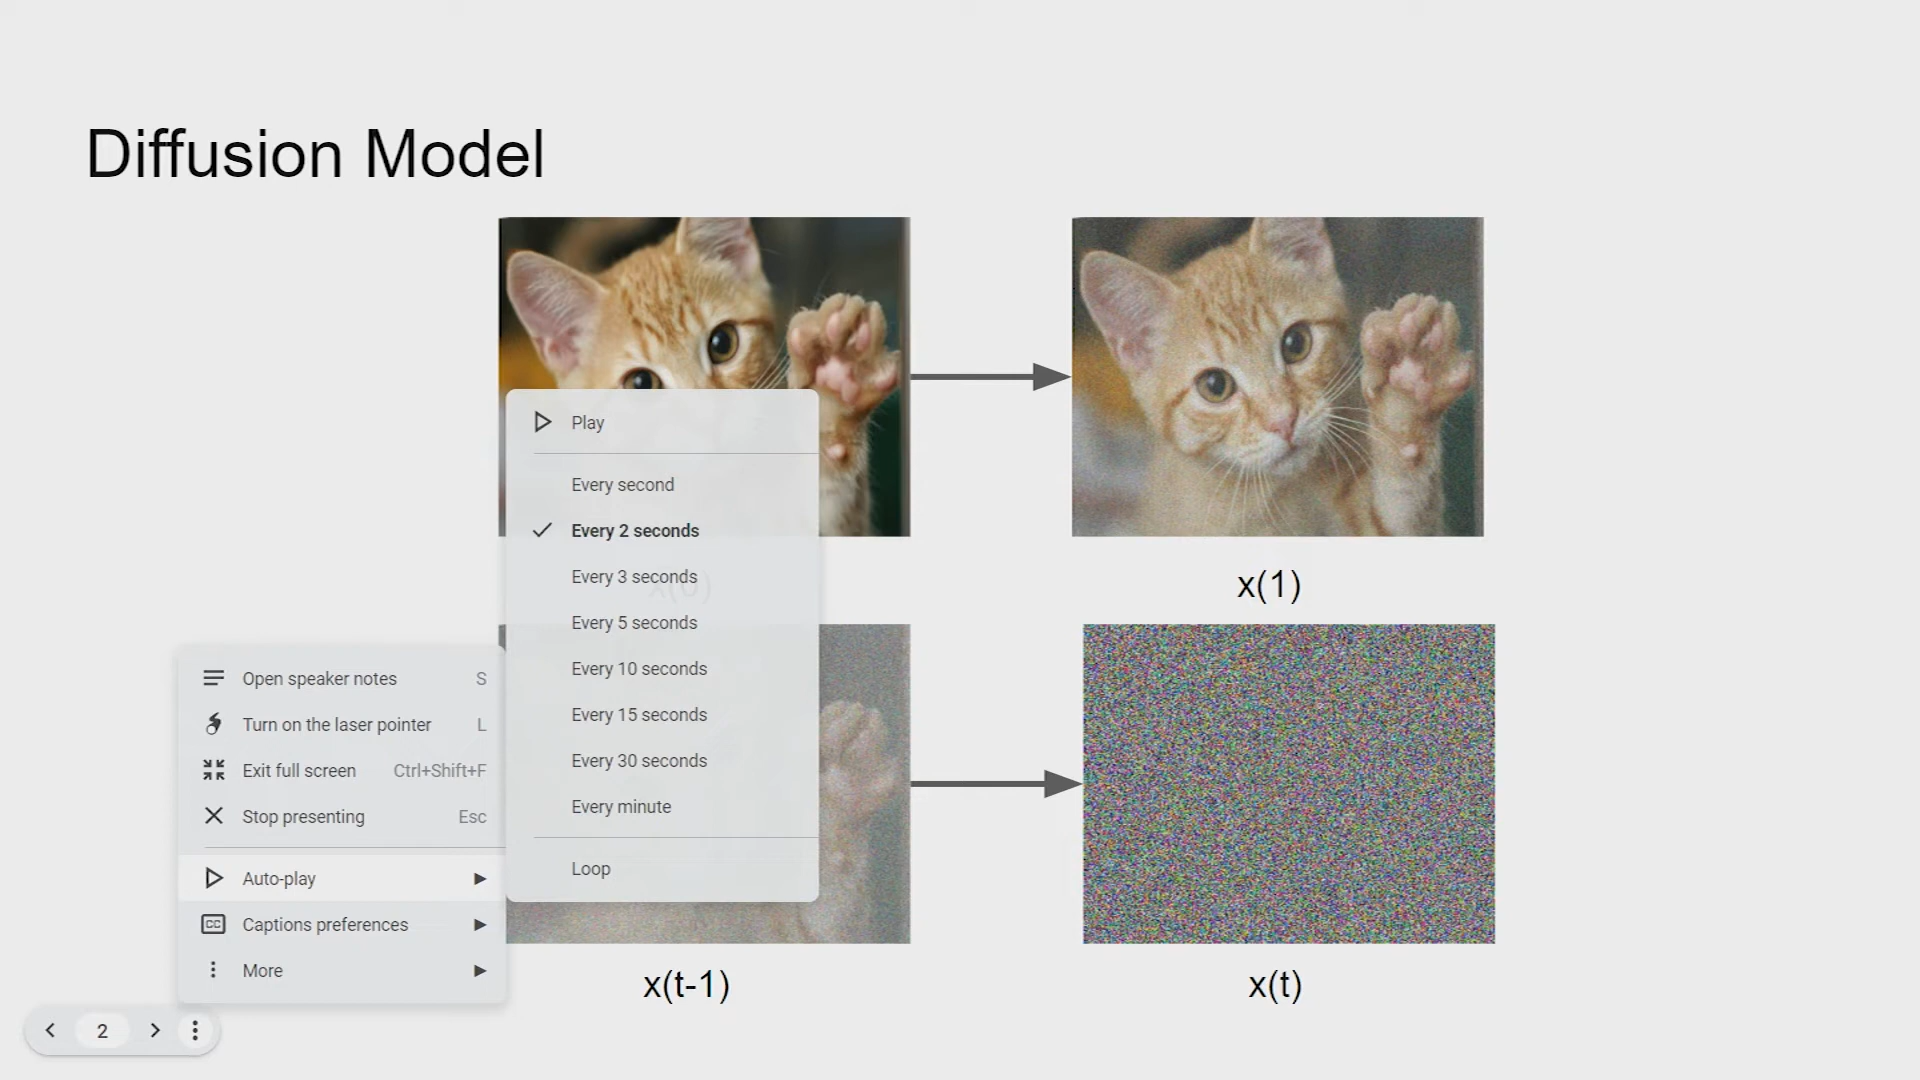 Diffusion Model
Play
Every second
Every 2 seconds
Every 3 seconds
x(0)
Every 5 seconds
Every 10 seconds
Every 15 seconds
Every 30 seconds
Every minute
Loop
x(1)
Open speaker notes S
Turn on the laser pointer L
Exit full screen Ctrl+Shift+F
Stop presenting Esc
Auto-play
CC Captions preferences
More
x(t-1)
x(t)
2